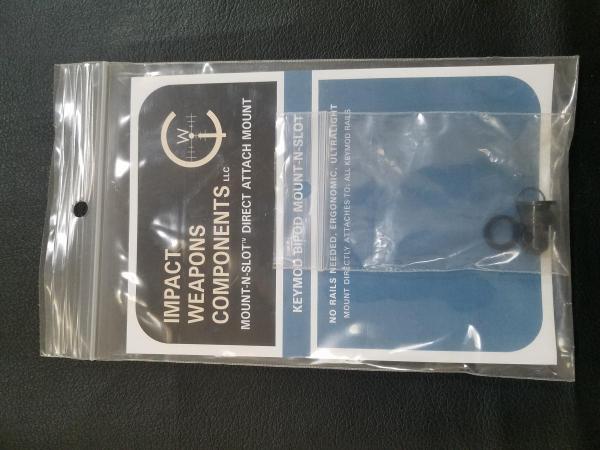 W
IMPACT
WEAPONS
COMPONENTS LLC
MOUNT-N-SLOT™ DIRECT ATTACH MOUNT
KEYMOD BIPOD MOUNT-N-SLOT
NO RAILS NEEDED, ERGONOMIC, ULTRALIGHT
MOUNT DIRECTLY ATTACHES TO: ALL KEYMOD RAILS